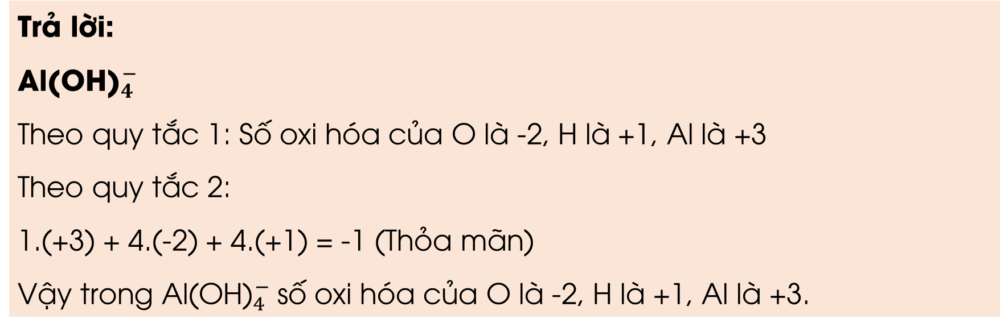 Trả lời:
Al(OH)₄⁻
Theo quy tắc 1: Số oxi hóa của O là -2, H là +1, Al là +3
Theo quy tắc 2:
1.(+3) + 4.(-2) + 4.(+1) = -1 (Thỏa mãn)
Vậy trong Al(OH)₄⁻ số oxi hóa của O là -2, H là +1, Al là +3.